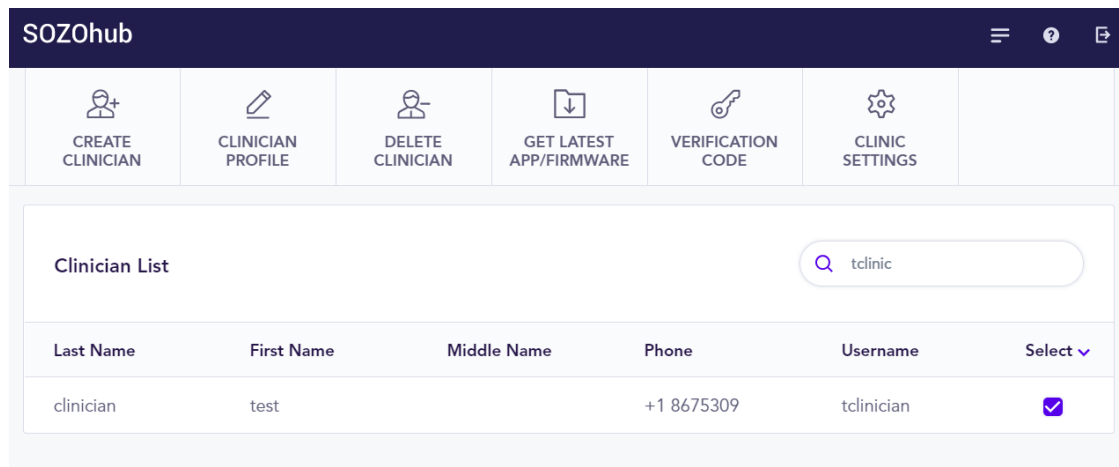 SOZOhub
CREATE
CLINICIAN
CLINICIAN
PROFILE
DELETE
CLINICIAN
GET LATEST
APP/FIRMWARE
VERIFICATION
CODE
CLINIC
SETTINGS
Clinician List
tclinic
Last Name First Name Middle Name Phone Username Select
clinician test +1 8675309 tclinician